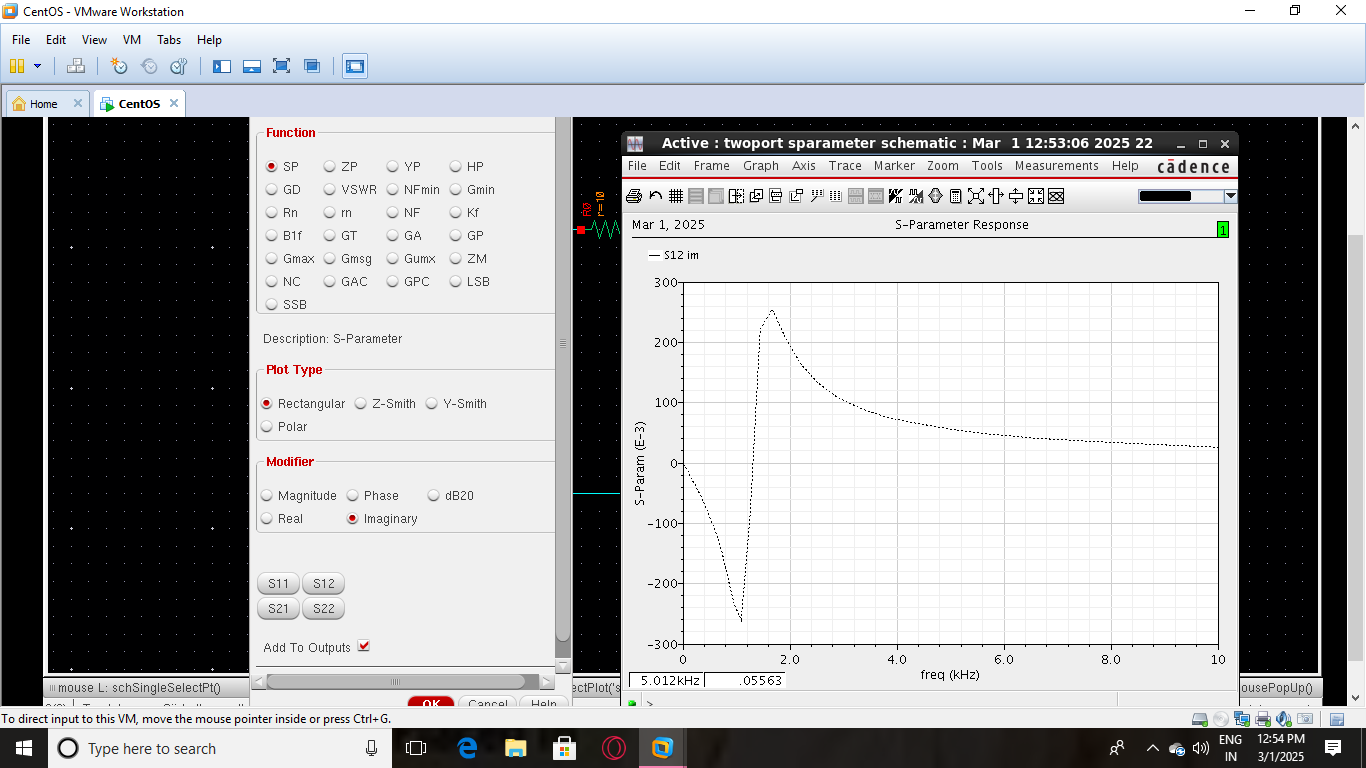 CentOS - VMware Workstation
File Edit View VM Tabs Help
Home
CentOS
Function
SP ZP YP HP
GD VSWR NFmin Gmin
Rn rn NF Kf
B1f GT GA GP
Gmax Gmsg Gumx ZM
NC GAC GPC LSB
SSB
Description: S-Parameter
Plot Type
Rectangular Z-Smith Y-Smith
Polar
Modifier
Magnitude Phase dB20
Real Imaginary
S11 S12
S21 S22
Add To Outputs
OK Cancel Help
r=10
Active : twoport sparameter schematic : Mar 1 12:53:06 2025 22
File Edit Frame Graph Axis Trace Marker Zoom Tools Measurements Help cādence
Mar 1, 2025 S-Parameter Response 1
S12 im
300
200
100
0
-100
-200
-300
S-Param (E-3)
0 2.0 4.0 6.0 8.0 10
freq (kHz)
5.012kHz .05563
>
mouse L: schSingleSelectPt() ectPlot('s ousePopUp()
To direct input to this VM, move the mouse pointer inside or press Ctrl+G.
Type here to search
ENG
IN
12:54 PM
3/1/2025